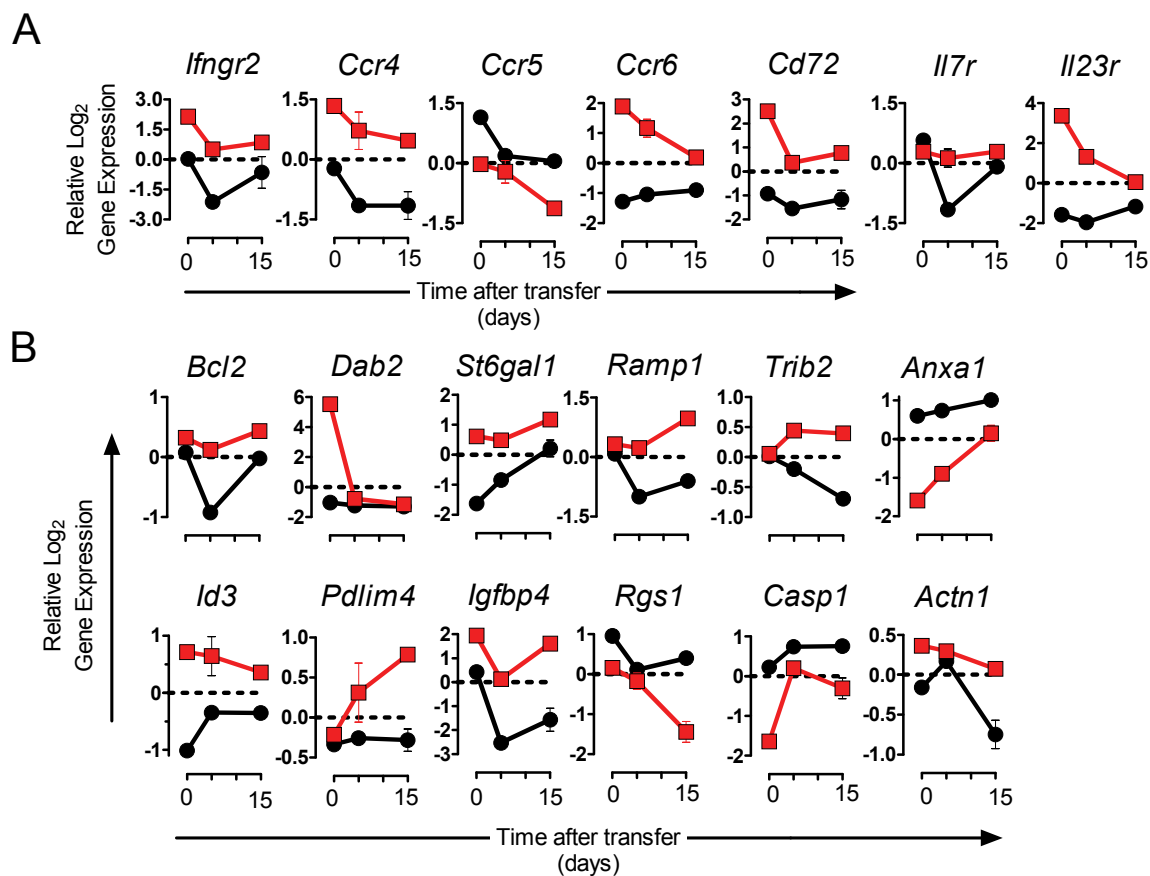 A
Ifngr2 Ccr4 Ccr5 Ccr6 Cd72 Il7r Il23r
Relative Log2
Gene Expression
3.0 1.5 0.0 -1.5 -3.0
1.5 0.0 -1.5
1.5 0.0 -1.5
2 1 0 -1 -2
3 2 1 0 -1 -2
1.5 0.0 -1.5
4 2 0 -2
0 15 0 15 0 15 0 15 0 15 0 15 0 15
Time after transfer
(days)
B
Bcl2 Dab2 St6gal1 Ramp1 Trib2 Anxa1
Relative Log2
Gene Expression
1 0 -1
6 4 2 0 -2
2 1 0 -1 -2
1.5 0.0 -1.5
1.0 0.5 0.0 -0.5 -1.0
1 0 -1 -2
Id3 Pdlim4 Igfbp4 Rgs1 Casp1 Actn1
1 0 -1
1.0 0.5 0.0 -0.5
2 1 0 -1 -2 -3
1 0 -1 -2
1 0 -1 -2
0.5 0.0 -0.5 -1.0
0 15 0 15 0 15 0 15 0 15 0 15
Time after transfer
(days)